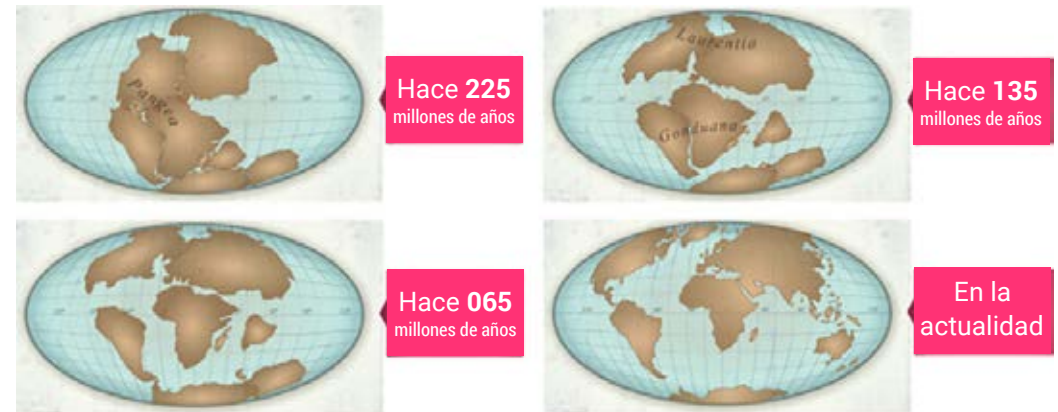 Pangea
Hace 225
millones de años
Laurentia
Gonduana
Hace 135
millones de años
Hace 065
millones de años
En la
actualidad